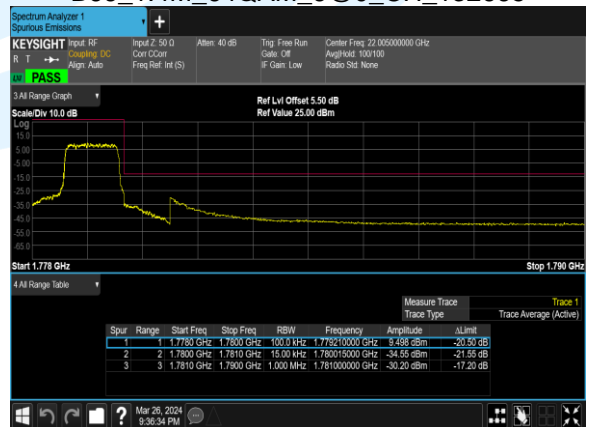 Spectrum Analyzer 1
Spurious Emissions
+
KEYSIGHT Input: RF Input Z: 50 Ω Atten: 40 dB Trig: Free Run Center Freq: 22.005000000 GHz
R T Coupling: DC Corr CCorr Gate: Off Avg|Hold: 100/100
Align: Auto Freq Ref: Int (S) IF Gain: Low Radio Std: None
PASS
3 All Range Graph
Ref Lvl Offset 5.50 dB
Scale/Div 10.0 dB Ref Value 25.00 dBm
Log
15.0
5.00
-5.00
-15.0
-25.0
-35.0
-45.0
-55.0
-65.0
Start 1.778 GHz Stop 1.790 GHz
4 All Range Table
Measure Trace Trace 1
Trace Type Trace Average (Active)
Spur Range Start Freq Stop Freq RBW Frequency Amplitude ΔLimit
1 1 1.7780 GHz 1.7800 GHz 100.0 kHz 1.779210000 GHz 9.498 dBm -20.50 dB
2 2 1.7800 GHz 1.7810 GHz 15.00 kHz 1.780015000 GHz -34.55 dBm -21.55 dB
3 3 1.7810 GHz 1.7900 GHz 1.000 MHz 1.781000000 GHz -30.20 dBm -17.20 dB
? Mar 26, 2024
9:36:34 PM